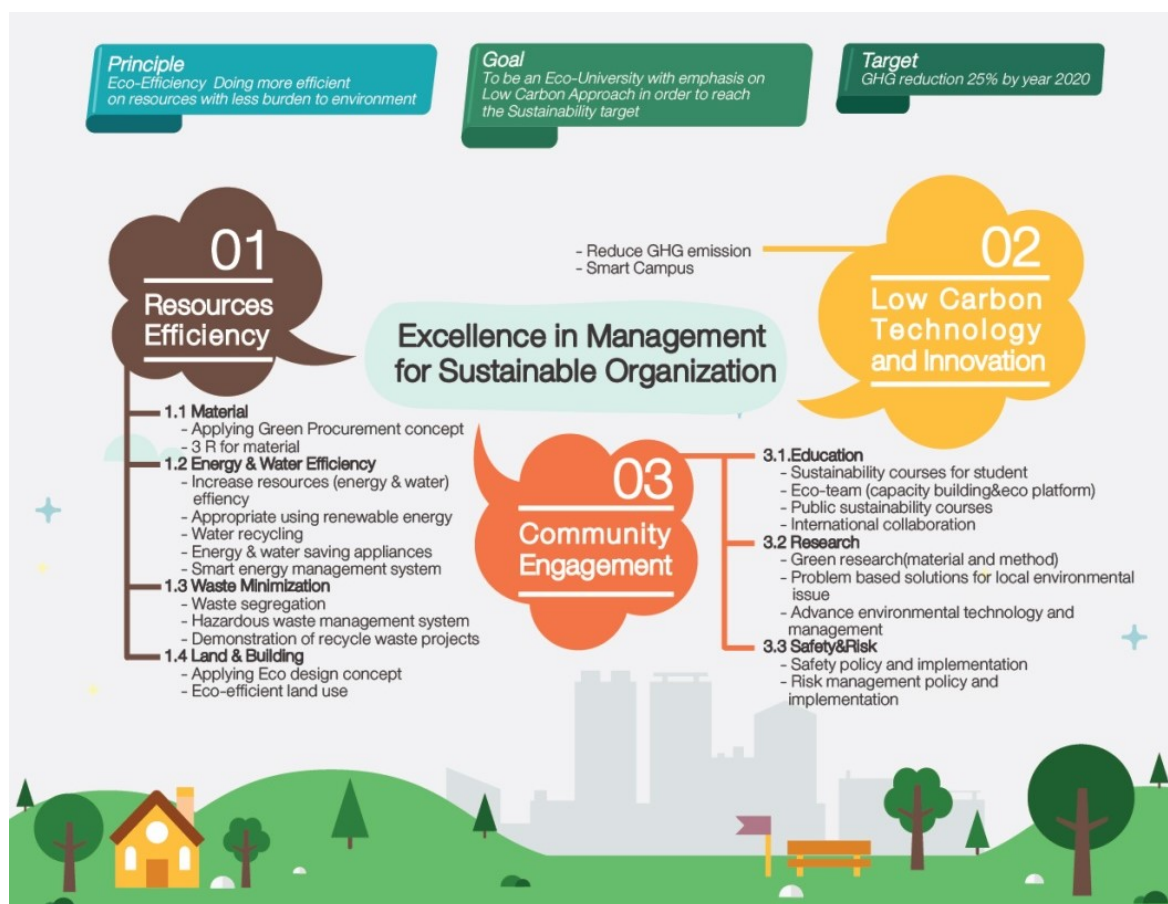 Principle
Eco-Efficiency Doing more efficient
on resources with less burden to environment
Goal
To be an Eco-University with emphasis on
Low Carbon Approach in order to reach
the Sustainability target
Target
GHG reduction 25% by year 2020
01
Resources
Efficiency
- Reduce GHG emission
- Smart Campus
02
Low Carbon
Technology
and Innovation
Excellence in Management
for Sustainable Organization
1.1 Material
- Applying Green Procurement concept
- 3 R for material
1.2 Energy & Water Efficiency
- Increase resources (energy & water)
effiency
- Appropriate using renewable energy
- Water recycling
- Energy & water saving appliances
- Smart energy management system
1.3 Waste Minimization
- Waste segregation
- Hazardous waste management system
- Demonstration of recycle waste projects
1.4 Land & Building
- Applying Eco design concept
- Eco-efficient land use
03
Community
Engagement
3.1.Education
- Sustainability courses for student
- Eco-team (capacity building&eco platform)
- Public sustainability courses
- International collaboration
3.2 Research
- Green research(material and method)
- Problem based solutions for local environmental
issue
- Advance environmental technology and
management
3.3 Safety&Risk
- Safety policy and implementation
- Risk management policy and
implementation